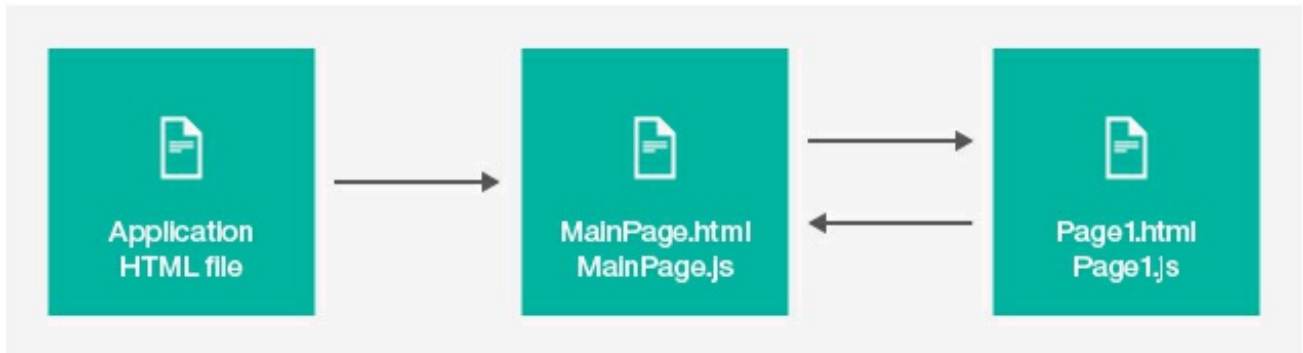 Application
HTML file
MainPage.html
MainPage.js
Page1.html
Page1.js